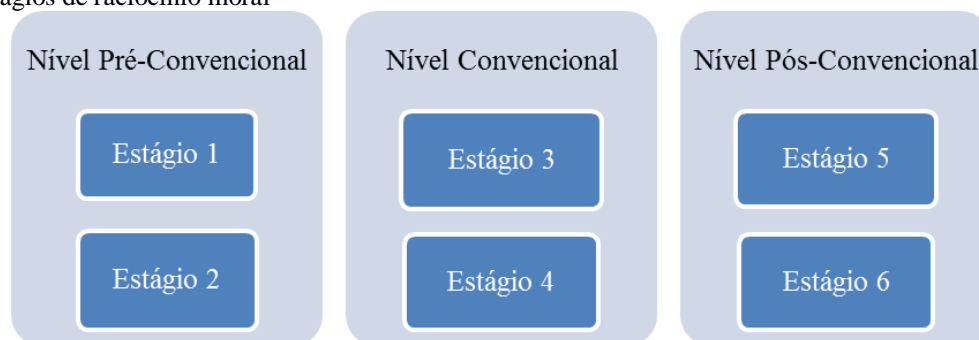 raciocínio moral
Nível Pré-Convencional
Estágio 1
Estágio 2
Nível Convencional
Estágio 3
Estágio 4
Nível Pós-Convencional
Estágio 5
Estágio 6